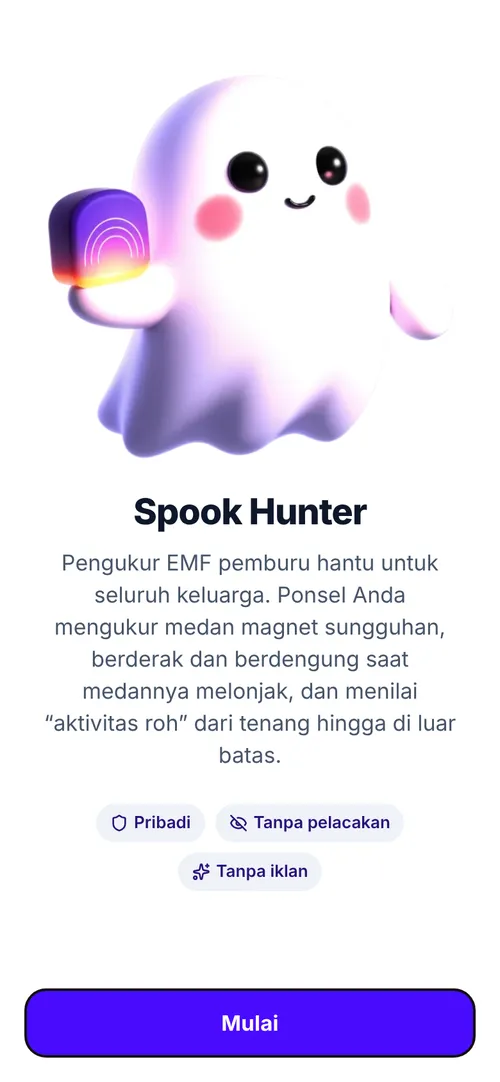 Spook Hunter
Pengukur EMF pemburu hantu untuk
seluruh keluarga. Ponsel Anda
mengukur medan magnet sungguhan,
berderak dan berdengung saat
medannya melonjak, dan menilai
“aktivitas roh” dari tenang hingga di luar
batas.
Pribadi
Tanpa pelacakan
Tanpa iklan
Mulai